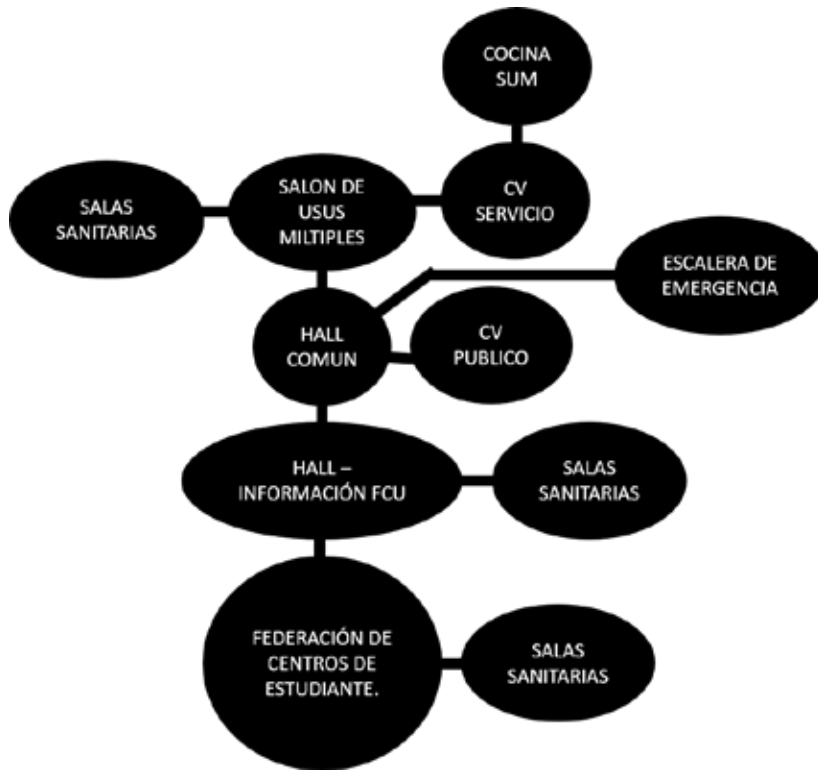 COCINA
SUM
SALAS
SANITARIAS
SALON DE
USUS
MILTIPLES
CV
SERVICIO
ESCALERA DE
EMERGENCIA
HALL
COMUN
CV
PUBLICO
HALL –
INFORMACIÓN FCU
SALAS
SANITARIAS
FEDERACIÓN DE
CENTROS DE
ESTUDIANTE.
SALAS
SANITARIAS